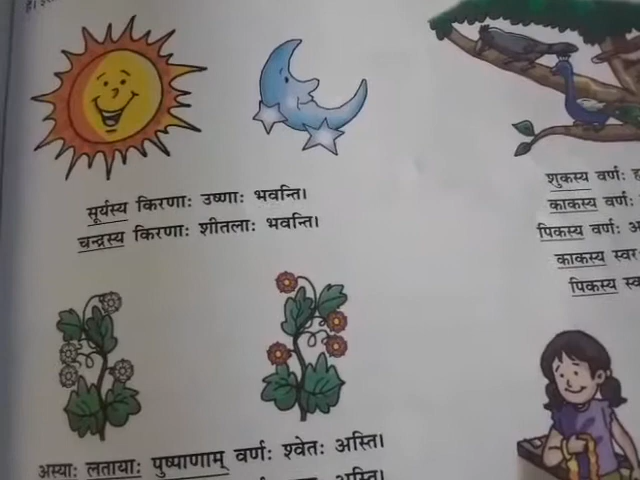 सूर्यस्य किरणाः उष्णाः भवन्ति।
चन्द्रस्य किरणाः शीतलाः भवन्ति।
शुकस्य वर्णः
काकस्य वर्णः
पिकस्य वर्णः
काकस्य स्वर
पिकस्य
अस्याः लतायाः पुष्पाणाम् वर्णः श्वेतः अस्ति।
अस्ति।